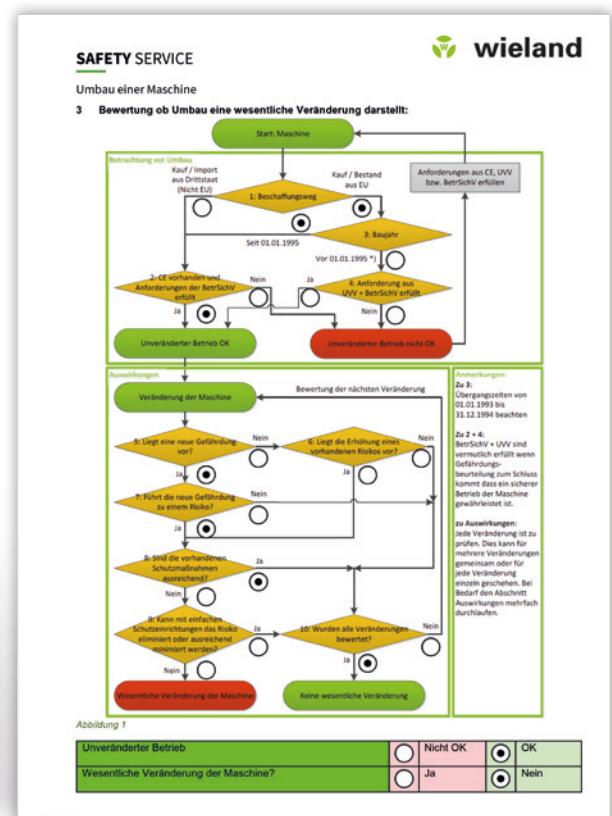 SAFETY SERVICE
wieland
Umbau einer Maschine
3 Bewertung ob Umbau eine wesentliche Veränderung darstellt:
Start: Maschine
Betrachtung vor Umbau
Kauf / Import
aus Drittstaat
(Nicht EU)
Kauf / Bestand
aus EU
Anforderungen aus CE, UVV
bzw. BetrSichV erfüllen
1: Beschaffungsweg
Seit 01.01.1995
3: Baujahr
Vor 01.01.1995 *)
2: CE vorhanden und
Anforderungen der BetrSichV
erfüllt
Nein
Ja
4: Anforderung aus
UVV + BetrSichV erfüllt
Ja
Nein
Unveränderter Betrieb OK
Unveränderter Betrieb nicht OK
Auswirkungen
Veränderung der Maschine
Bewertung der nächsten Veränderung
5: Liegt eine neue Gefährdung
vor?
Nein
6: Liegt die Erhöhung eines
vorhandenen Risikos vor?
Nein
Ja
Ja
7: Führt die neue Gefährdung
zu einem Risiko?
Nein
Ja
8: Sind die vorhandenen
Schutzmaßnahmen
ausreichend?
Ja
Nein
9: Kann mit einfachen
Schutzeinrichtungen das Risiko
eliminiert oder ausreichend
minimiert werden?
Ja
10: Wurden alle Veränderungen
bewertet?
Nein
Nein
Ja
Wesentliche Veränderung der Maschine
Keine wesentliche Veränderung
Anmerkungen:
Zu 3:
Übergangszeiten von
01.01.1993 bis
31.12.1994 beachten
Zu 2 + 4:
BetrSichV + UVV sind
vermutlich erfüllt wenn
Gefährdungs-
beurteilung zum Schluss
kommt dass ein sicherer
Betrieb der Maschine
gewährleistet ist.
zu Auswirkungen:
Jede Veränderung ist zu
prüfen. Dies kann für
mehrere Veränderungen
gemeinsam oder für
jede Veränderung
einzeln geschehen. Bei
Bedarf den Abschnitt
Auswirkungen mehrfach
durchlaufen.
Abbildung 1
Unveränderter Betrieb Nicht OK OK
Wesentliche Veränderung der Maschine? Ja Nein